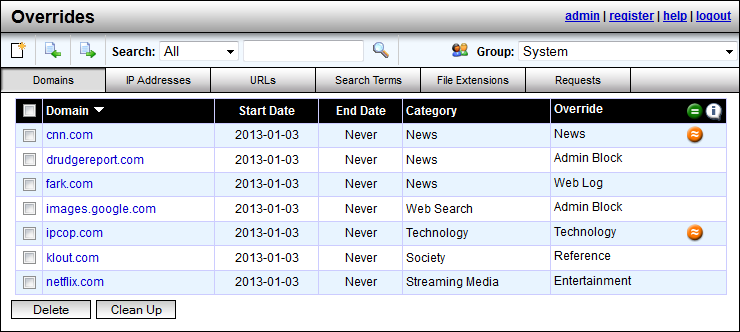 Overrides admin | register | help | logout
Search: All Group: System
Domains IP Addresses URLs Search Terms File Extensions Requests
Domain Start Date End Date Category Override
cnn.com 2013-01-03 Never News News
drudgereport.com 2013-01-03 Never News Admin Block
fark.com 2013-01-03 Never News Web Log
images.google.com 2013-01-03 Never Web Search Admin Block
ipcop.com 2013-01-03 Never Technology Technology
klout.com 2013-01-03 Never Society Reference
netflix.com 2013-01-03 Never Streaming Media Entertainment
Delete Clean Up